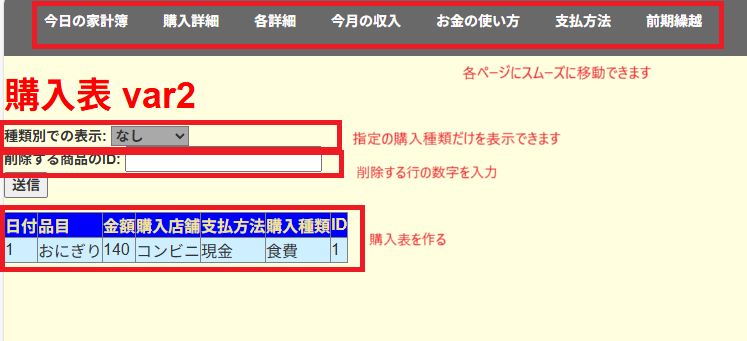 今日の家計簿 購入詳細 各詳細 今月の収入 お金の使い方 支払方法 前期繰越
各ページにスムーズに移動できます
購入表 var2
種類別での表示: なし
指定の購入種類だけを表示できます
削除する商品のID:
削除する行の数字を入力
送信
日付 品目 金額 購入店舗 支払方法 購入種類 ID
1 おにぎり 140 コンビニ 現金 食費 1
購入表を作る